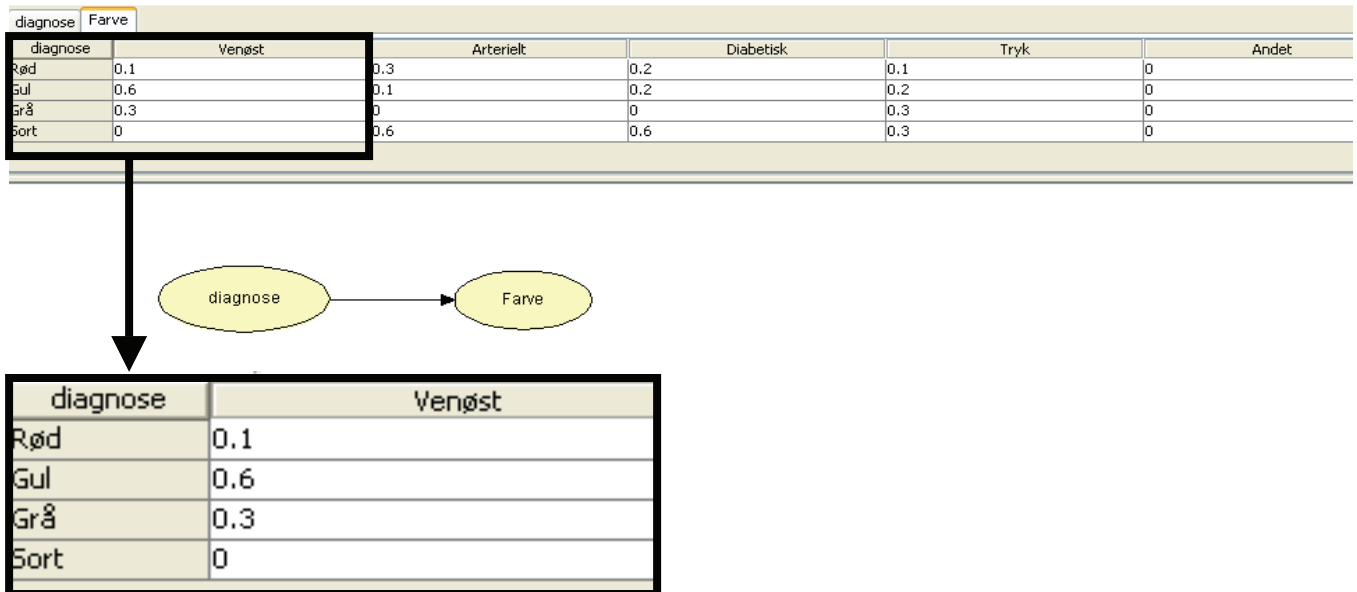 diagnose Farve
diagnose Venøst Arterielt Diabetisk Tryk Andet
Rød 0.1 0.3 0.2 0.1 0
Gul 0.6 0.1 0.2 0.2 0
Grå 0.3 0 0 0.3 0
Sort 0 0.6 0.6 0.3 0
diagnose Farve
diagnose Venøst
Rød 0.1
Gul 0.6
Grå 0.3
Sort 0